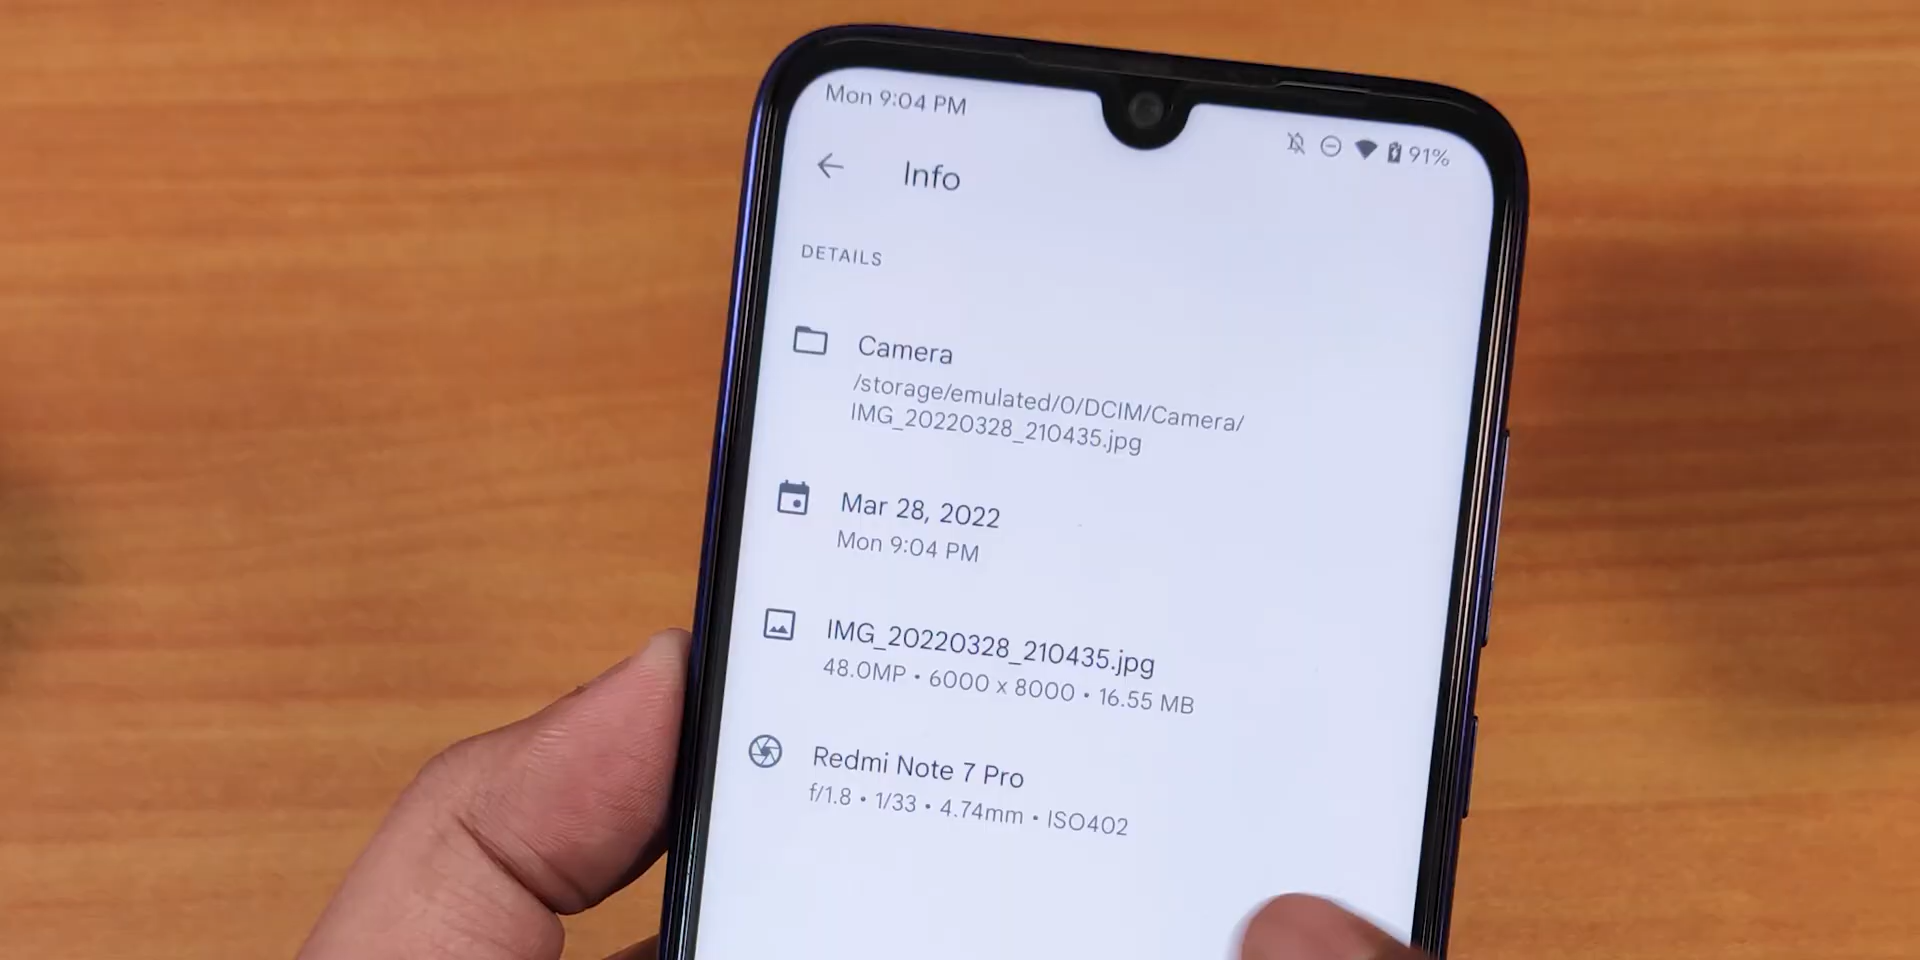 Mon 9:04 PM
91%
Info
DETAILS
Camera
/storage/emulated/0/DCIM/Camera/
IMG_20220328_210435.jpg
Mar 28, 2022
Mon 9:04 PM
IMG_20220328_210435.jpg
48.0MP • 6000 x 8000 • 16.55 MB
Redmi Note 7 Pro
f/1.8 • 1/33 • 4.74mm • ISO402